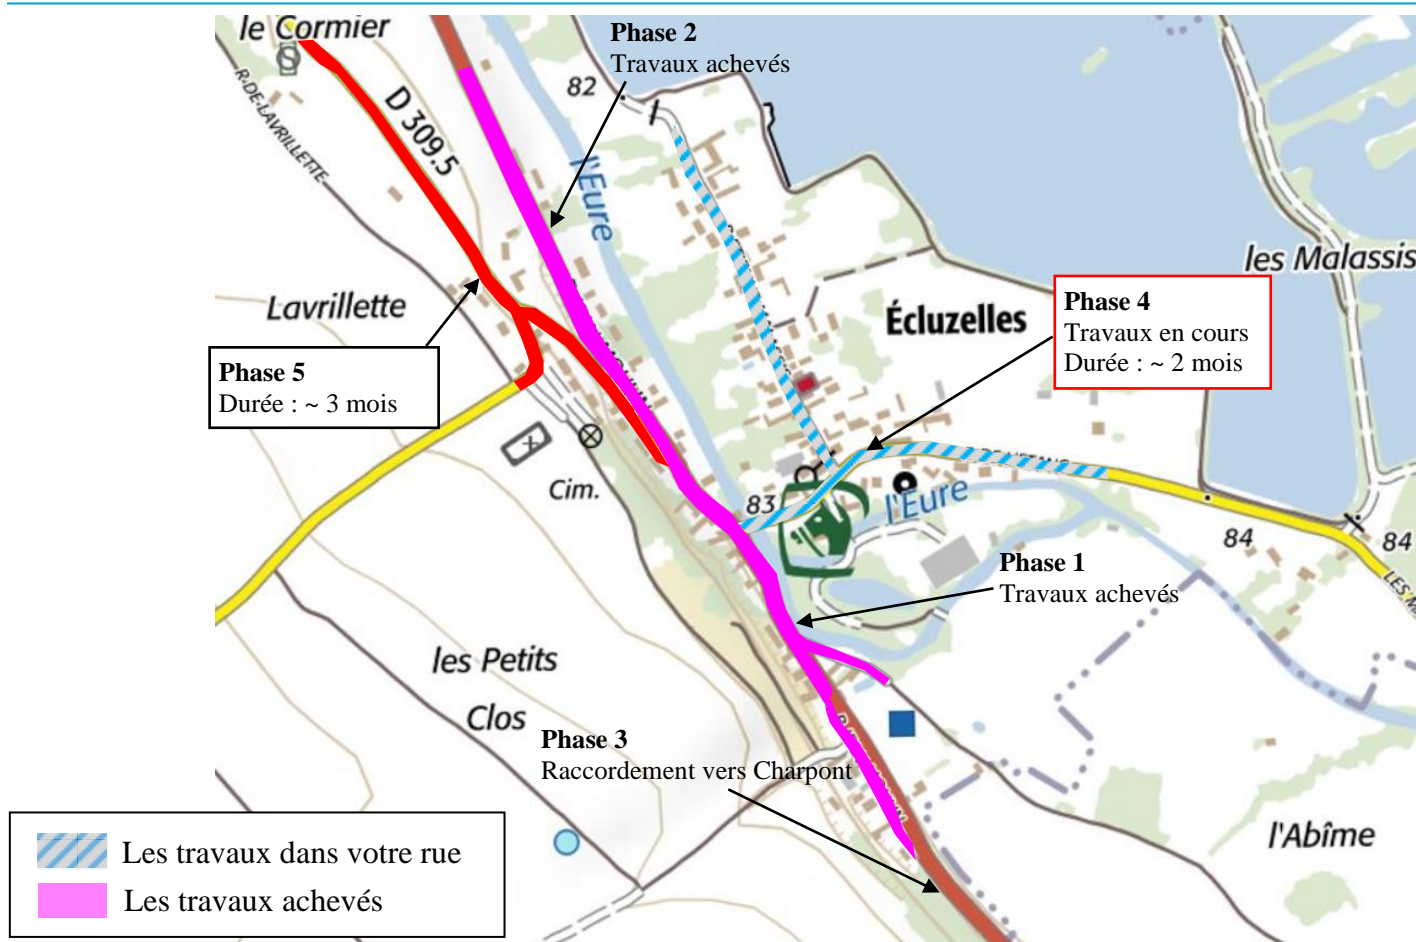 le Cormier
Phase 2
Travaux achevés
R-DE-LAVRILLETTE
D 309.5
82
l'Eure
les Malassis
Lavrillette
Écluzelles
Phase 4
Travaux en cours
Durée : ~ 2 mois
Phase 5
Durée : ~ 3 mois
Cim.
83
l'Eure
84
84
Phase 1
Travaux achevés
les Petits
Clos
Phase 3
Raccordement vers Charpont
l'Abîme
Les travaux dans votre rue
Les travaux achevés